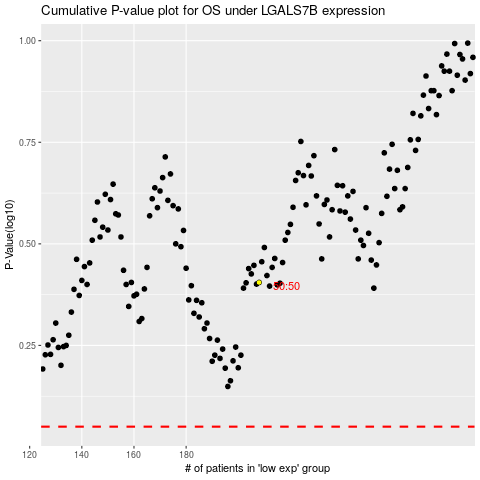 Cumulative P-value plot for OS under LGALS7B expression
1.00
0.75
0.50
0.25
P-Value(log10)
50:50
120 140 160 180
# of patients in 'low exp' group